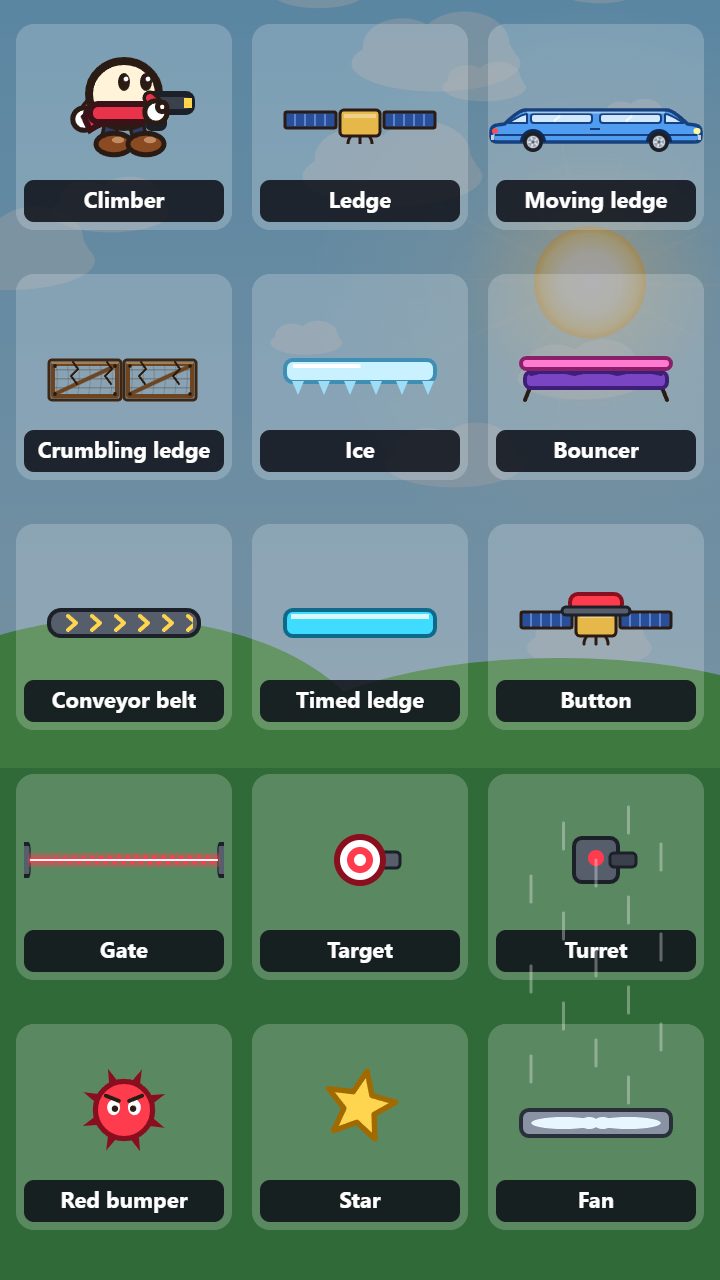 Climber
Ledge
Moving ledge
Crumbling ledge
Ice
Bouncer
Conveyor belt
Timed ledge
Button
Gate
Target
Turret
Red bumper
Star
Fan